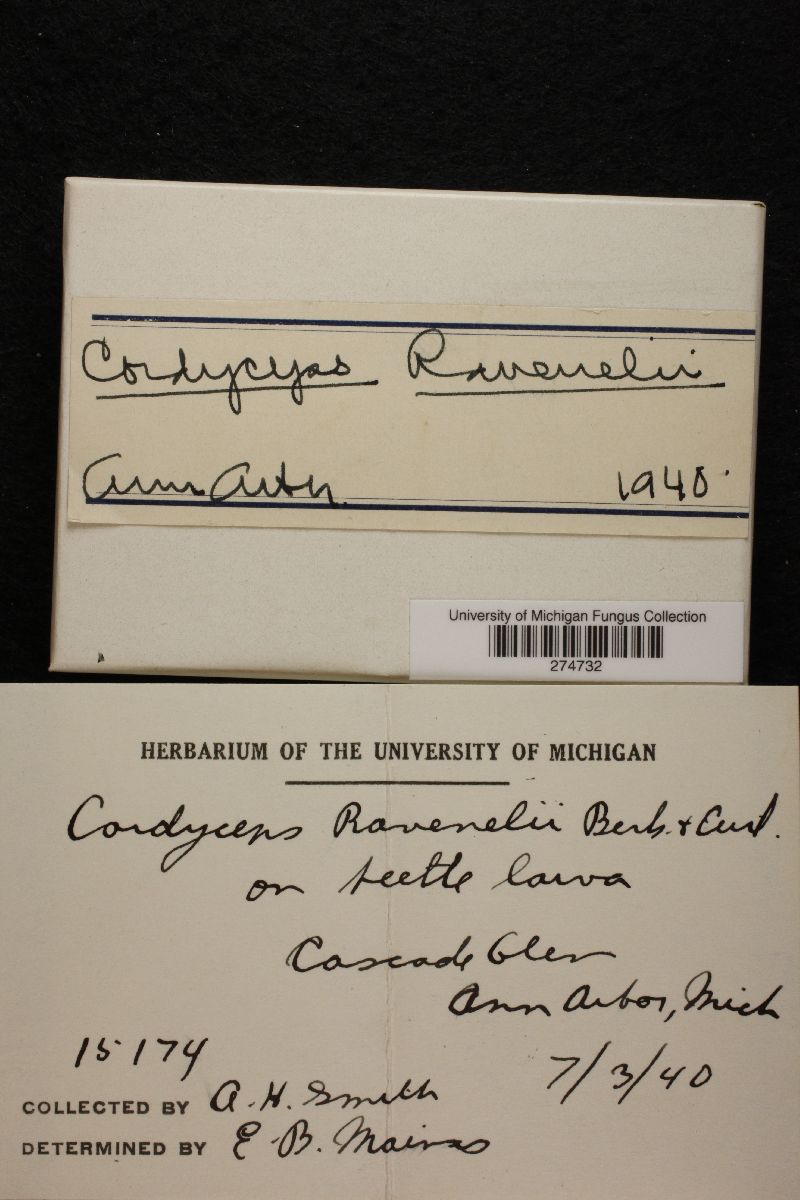 Cordyceps Ravenelii
Ann Arbor. 1940
University of Michigan Fungus Collection
274732
HERBARIUM OF THE UNIVERSITY OF MICHIGAN
Cordyceps Ravenelii Berk. & Curt.
on beetle larva
Cascade Glen
Ann Arbor, Mich
15174
7/3/40
COLLECTED BY A. H. Smith
DETERMINED BY E. B. Mains